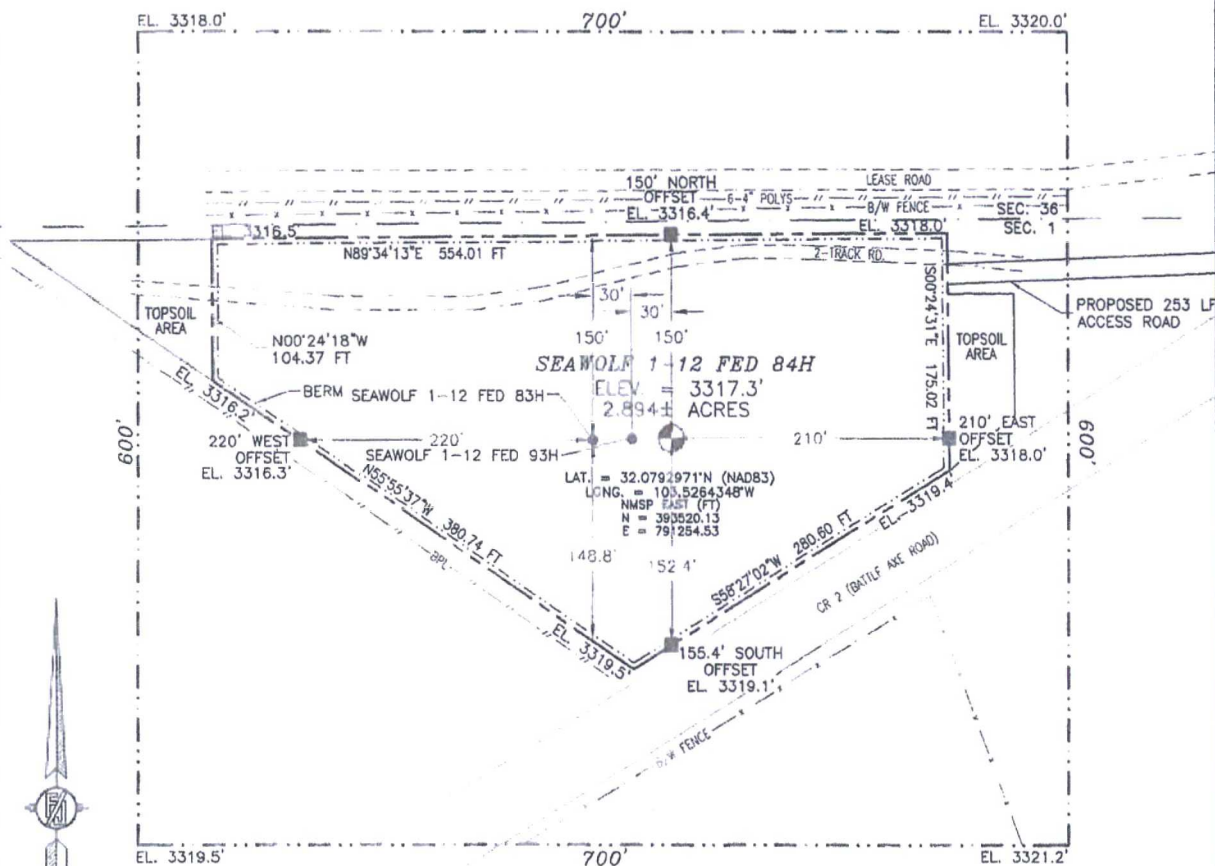 EL. 3318.0'
700'
EL. 3320.0'
LEASE ROAD
150' NORTH
OFFSET
EL. 3316.4'
6-4" POLYS
B/W FENCE
SEC. 36
SEC. 1
3316.5
EL. 3318.0'
N89'34'13"E 554.01 FT
2-TRACK RD.
30'
30'
PROPOSED 253 LF
ACCESS ROAD
TOPSOIL
AREA
N00'24'18"W
104.37 FT
150'
150'
S00'24'31"E 175.02 FT
TOPSOIL
AREA
SEAWOLF 1-12 FED 84H
ELEV. = 3317.3'
2.894± ACRES
EL. 3316.2'
BERM
SEAWOLF 1-12 FED 83H
600'
220' WEST
OFFSET
EL. 3316.3'
220'
SEAWOLF 1-12 FED 93H
210'
210' EAST
OFFSET
EL. 3318.0'
600'
LAT. = 32.0792971'N (NAD83)
LONG. = 103.5264348'W
NMSP EAST (FT)
N = 393520.13
E = 791254.53
EL. 3319.4'
N55'55'37"W 380.74 FT
BPL
148.8'
152.4'
S58'27'02"W 280.60 FT
CR 2 (BATTLE AXE ROAD)
EL. 3319.5'
155.4' SOUTH
OFFSET
EL. 3319.1'
B/W FENCE
EL. 3319.5'
700'
EL. 3321.2'